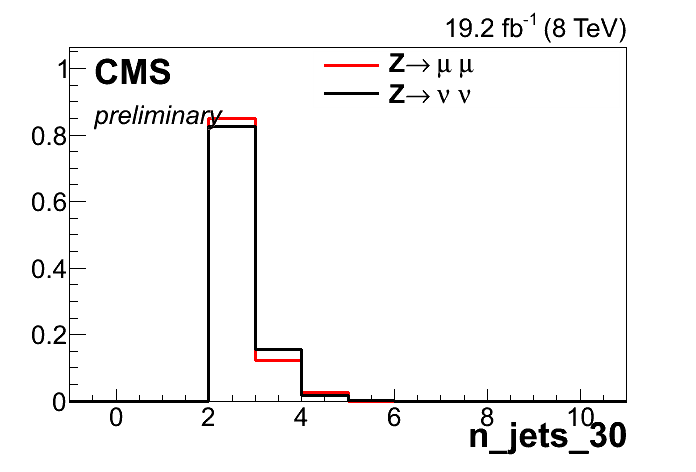 19.2 fb-1 (8 TeV)
CMS
preliminary
Z→ μ μ
Z→ ν ν
1
0.8
0.6
0.4
0.2
0
0 2 4 6 8 10
n_jets_30